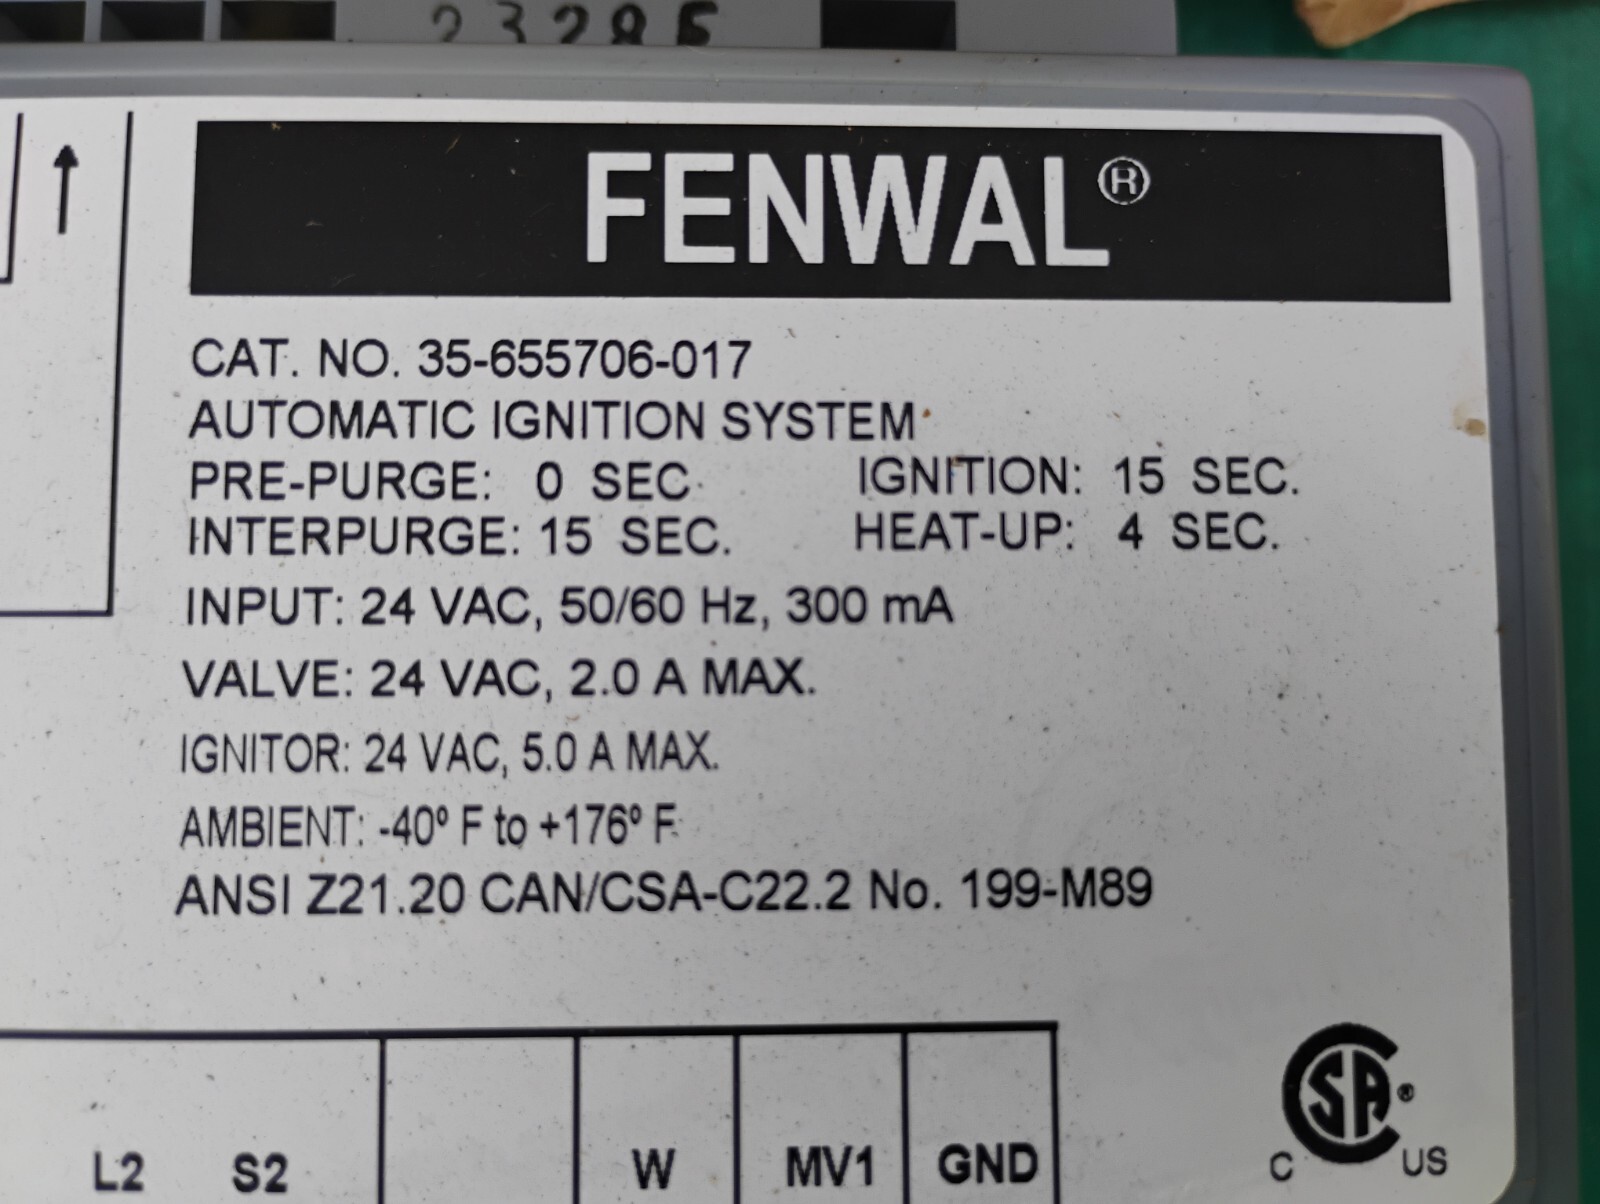 FENWAL®
CAT. NO. 35-655706-017
AUTOMATIC IGNITION SYSTEM
PRE-PURGE: 0 SEC. IGNITION: 15 SEC.
INTERPURGE: 15 SEC. HEAT-UP: 4 SEC.
INPUT: 24 VAC, 50/60 Hz, 300 mA
VALVE: 24 VAC, 2.0 A MAX.
IGNITOR: 24 VAC, 5.0 A MAX.
AMBIENT: -40º F to +176º F
ANSI Z21.20 CAN/CSA-C22.2 No. 199-M89
L2 S2 W MV1 GND
C SA® US